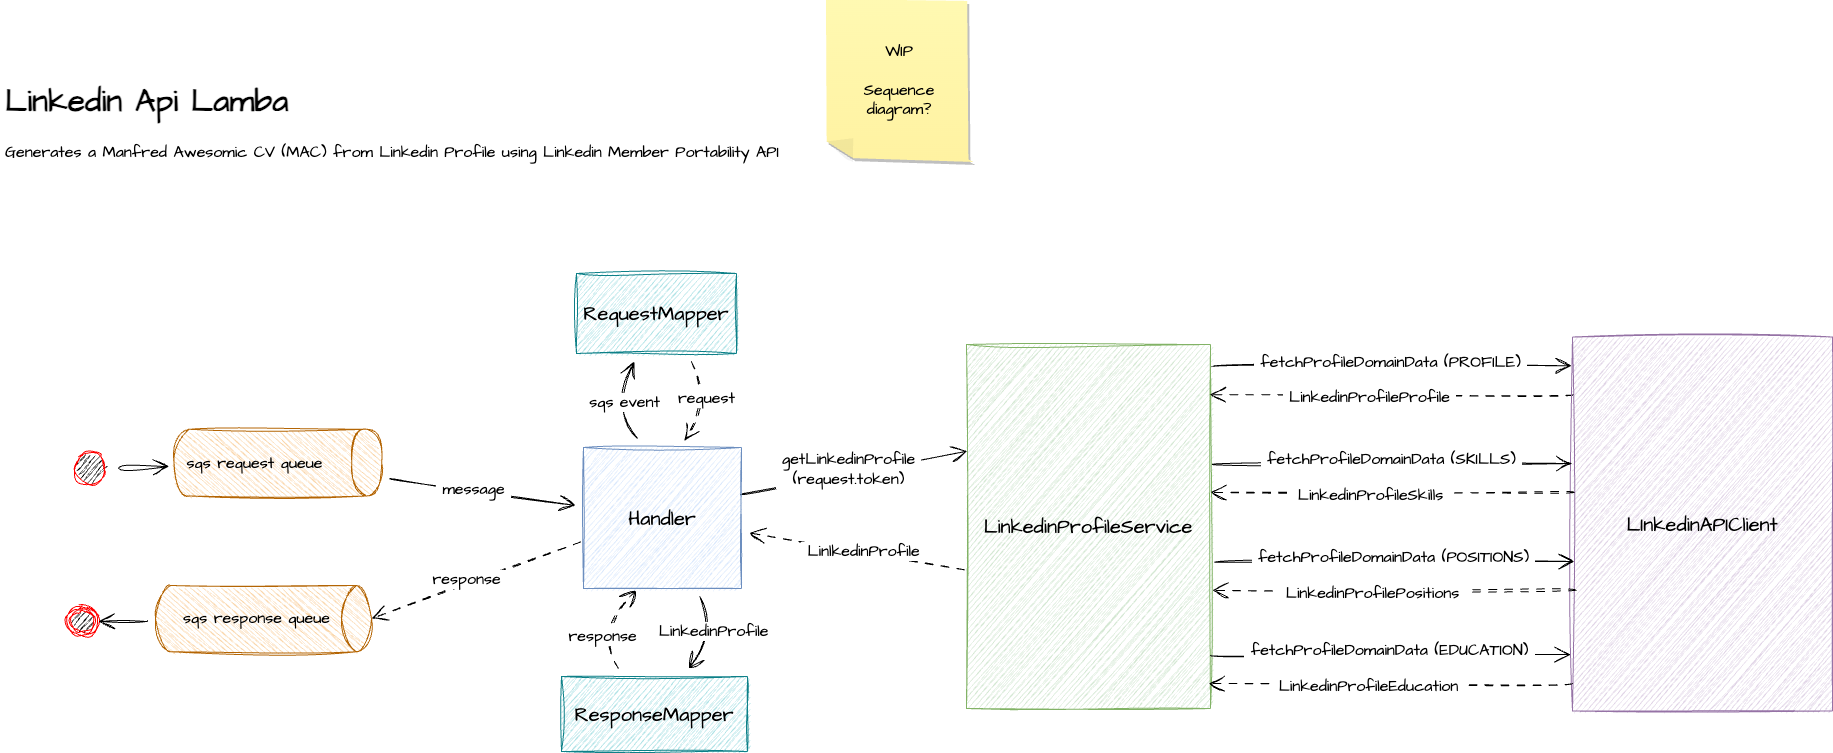 WIP
Sequence
diagram?
Linkedin Api Lamba
Generates a Manfred Awesomic CV (MAC) from Linkedin Profile using Linkedin Member Portability API
RequestMapper
sqs event
request
sqs request queue
message
Handler
getLinkedinProfile
(request.token)
LinlkedinProfile
response
sqs response queue
response
LinkedinProfile
ResponseMapper
LinkedinProfileService
fetchProfileDomainData (PROFILE)
LinkedinProfileProfile
fetchProfileDomainData (SKILLS)
LinkedinProfileSkills
fetchProfileDomainData (POSITIONS)
LinkedinProfilePositions
fetchProfileDomainData (EDUCATION)
LinkedinProfileEducation
LInkedinAPIClient